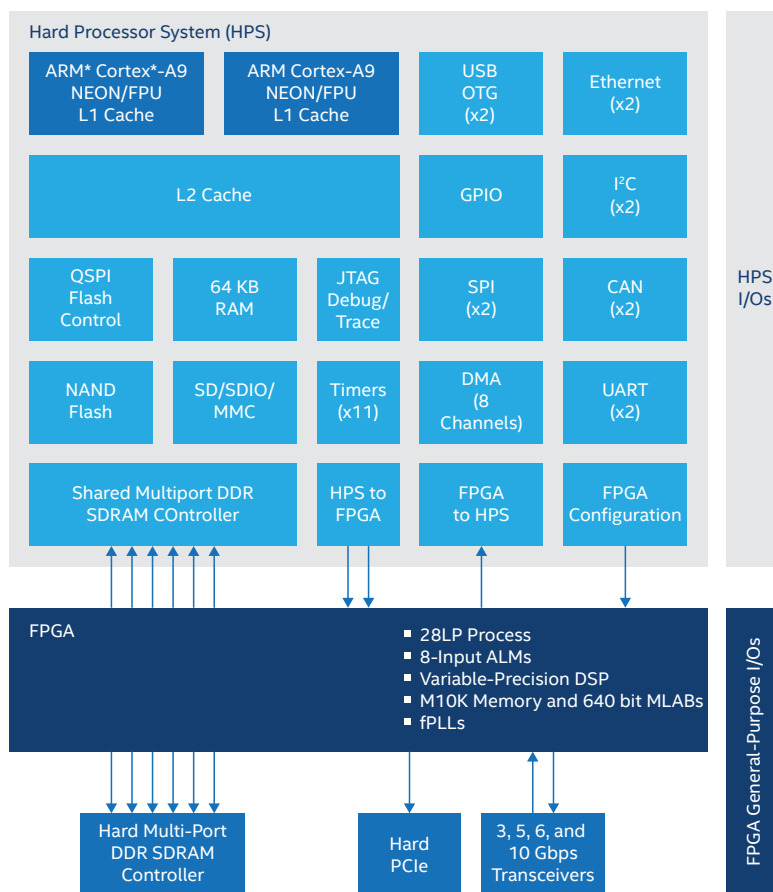 Hard Processor System (HPS)
ARM* Cortex*-A9
NEON/FPU
L1 Cache
ARM Cortex-A9
NEON/FPU
L1 Cache
USB
OTG
(x2)
Ethernet
(x2)
L2 Cache
GPIO
I²C
(x2)
QSPI
Flash
Control
64 KB
RAM
JTAG
Debug/
Trace
SPI
(x2)
CAN
(x2)
NAND
Flash
SD/SDIO/
MMC
Timers
(x11)
DMA
(8
Channels)
UART
(x2)
Shared Multiport DDR
SDRAM COntroller
HPS to
FPGA
FPGA
to HPS
FPGA
Configuration
HPS
I/Os
FPGA
▪ 28LP Process
▪ 8-Input ALMs
▪ Variable-Precision DSP
▪ M10K Memory and 640 bit MLABs
▪ fPLLs
FPGA General-Purpose I/Os
Hard Multi-Port
DDR SDRAM
Controller
Hard
PCIe
3, 5, 6, and
10 Gbps
Transceivers